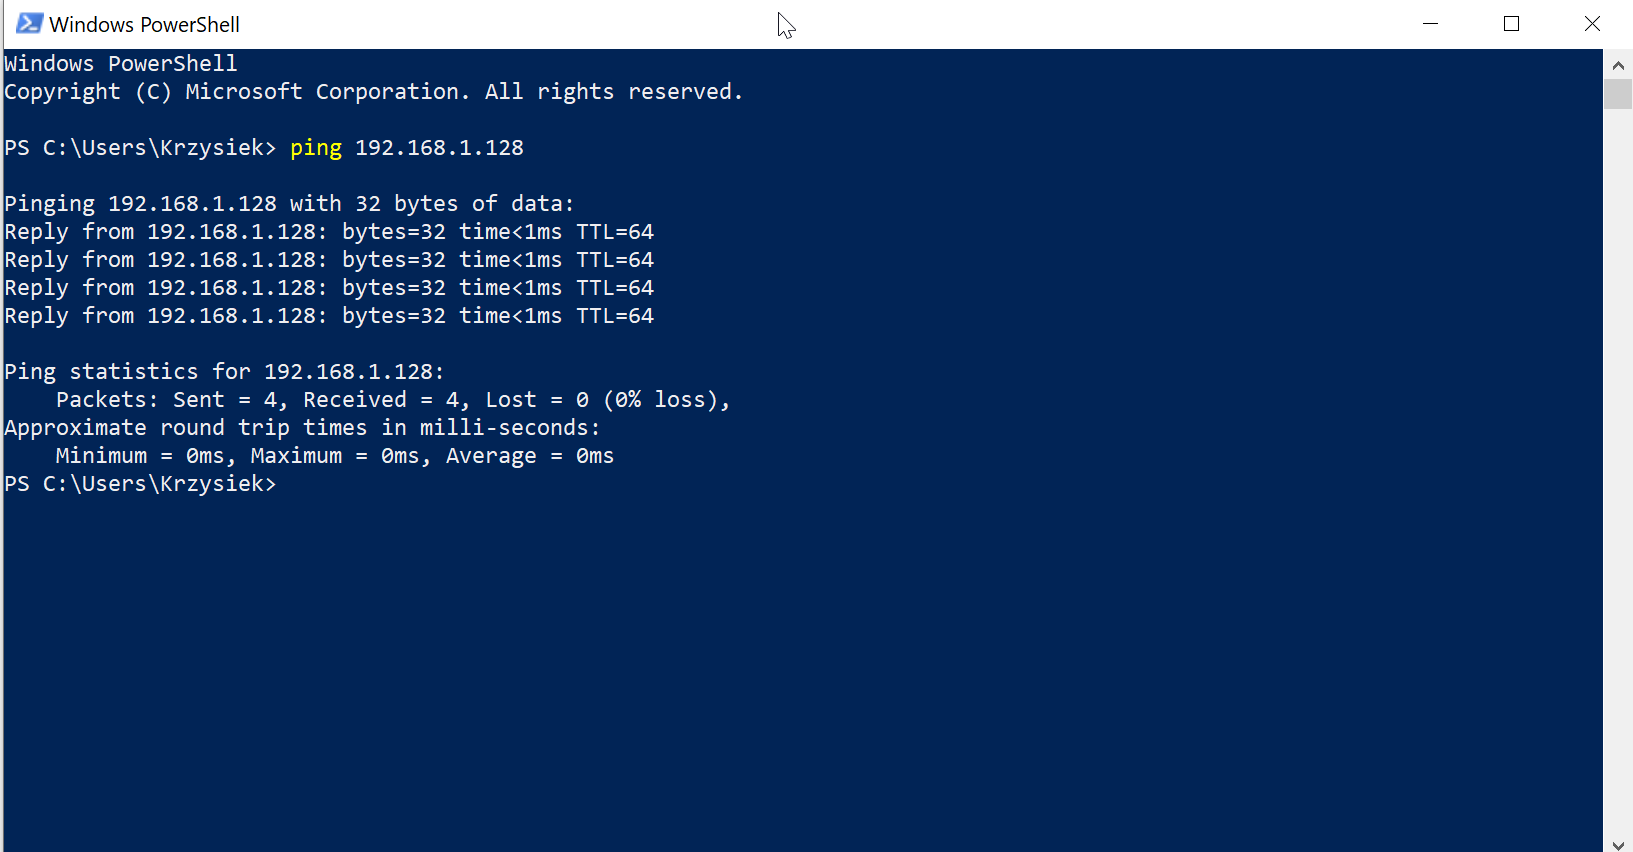 Windows PowerShell
Windows PowerShell
Copyright (C) Microsoft Corporation. All rights reserved.
PS C:\Users\Krzysiek> ping 192.168.1.128
Pinging 192.168.1.128 with 32 bytes of data:
Reply from 192.168.1.128: bytes=32 time<1ms TTL=64
Reply from 192.168.1.128: bytes=32 time<1ms TTL=64
Reply from 192.168.1.128: bytes=32 time<1ms TTL=64
Reply from 192.168.1.128: bytes=32 time<1ms TTL=64
Ping statistics for 192.168.1.128:
    Packets: Sent = 4, Received = 4, Lost = 0 (0% loss),
Approximate round trip times in milli-seconds:
    Minimum = 0ms, Maximum = 0ms, Average = 0ms
PS C:\Users\Krzysiek>